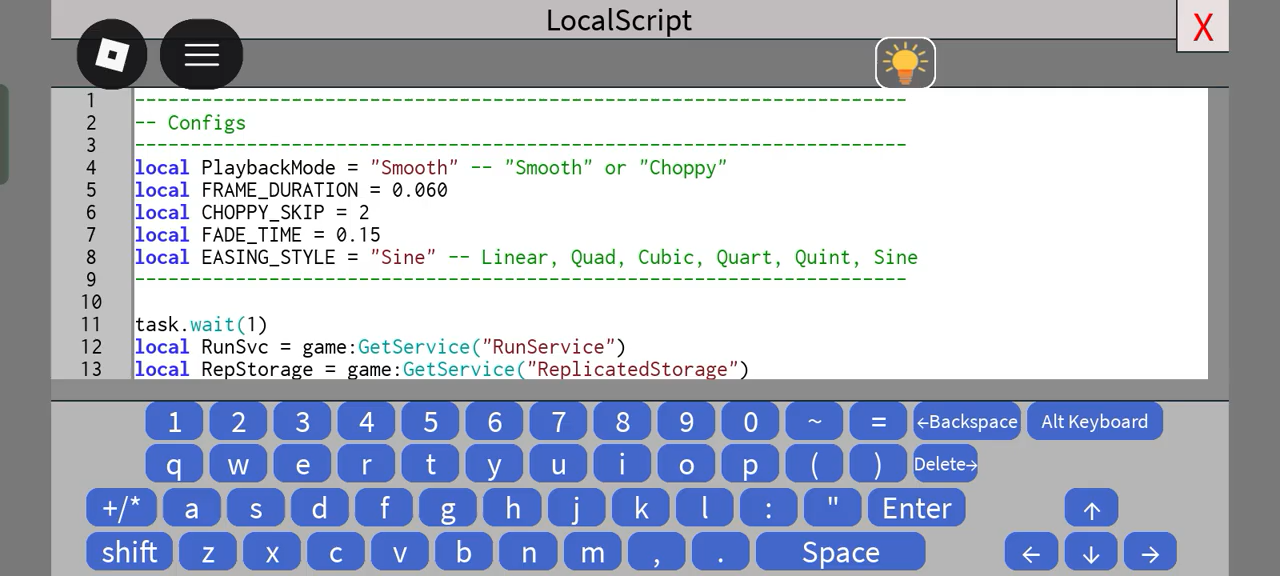 LocalScript
X
1 ----------------------------------------------------------------------
2 -- Configs
3 ----------------------------------------------------------------------
4 local PlaybackMode = "Smooth" -- "Smooth" or "Choppy"
5 local FRAME_DURATION = 0.060
6 local CHOPPY_SKIP = 2
7 local FADE_TIME = 0.15
8 local EASING_STYLE = "Sine" -- Linear, Quad, Cubic, Quart, Quint, Sine
9 ----------------------------------------------------------------------
10
11 task.wait(1)
12 local RunSvc = game:GetService("RunService")
13 local RepStorage = game:GetService("ReplicatedStorage")
1 2 3 4 5 6 7 8 9 0 ~ = ←Backspace Alt Keyboard
q w e r t y u i o p ( ) Delete→
+/* a s d f g h j k l : " Enter ↑
shift z x c v b n m , . Space ← ↓ →